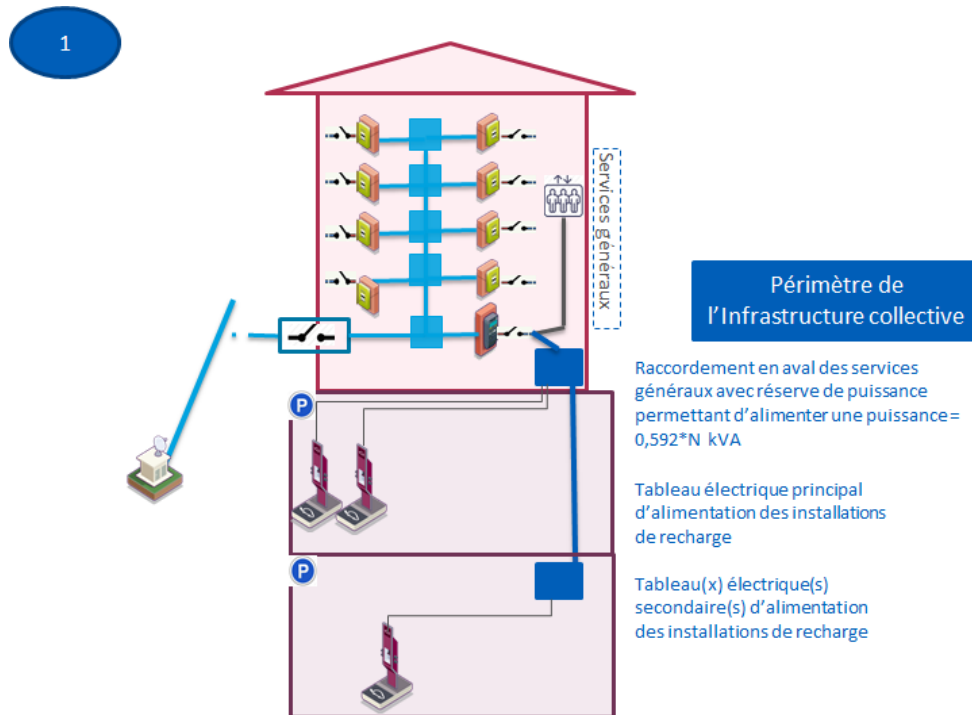 1
Services généraux
Périmètre de
l'Infrastructure collective
Raccordement en aval des services
généraux avec réserve de puissance
permettant d'alimenter une puissance =
0,592*N kVA
P
Tableau électrique principal
d'alimentation des installations
de recharge
P
Tableau(x) électrique(s)
secondaire(s) d'alimentation
des installations de recharge